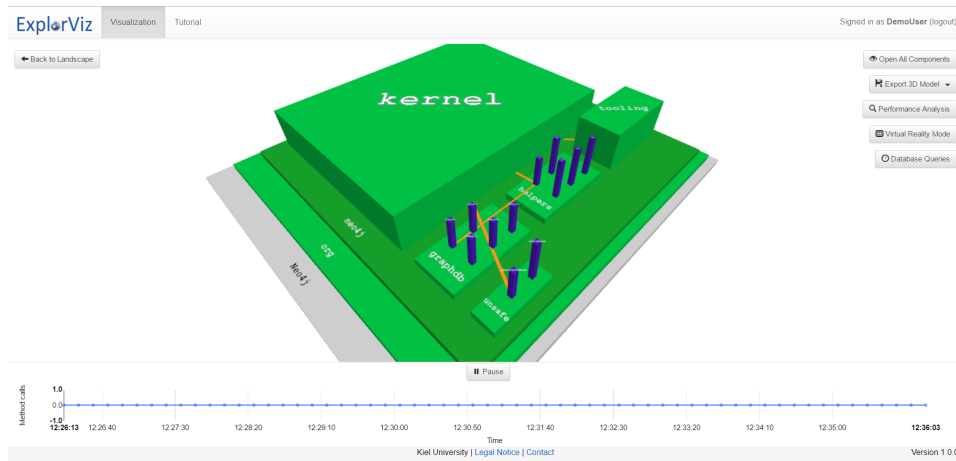 ExplorViz
Visualization
Tutorial
Signed in as DemoUser (logout)
Back to Landscape
Open All Components
Export 3D Model
Performance Analysis
Virtual Reality Mode
Database Queries
kernel
tooling
helpers
neo4j
org
Neo4j
graphdb
unsafe
Pause
Method calls
1.0
0.0
-1.0
12:26:13 12:26:40 12:27:30 12:28:20 12:29:10 12:30:00 12:30:50 12:31:40 12:32:30 12:33:20 12:34:10 12:35:00 12:36:03
Time
Kiel University | Legal Notice | Contact
Version 1.0.0